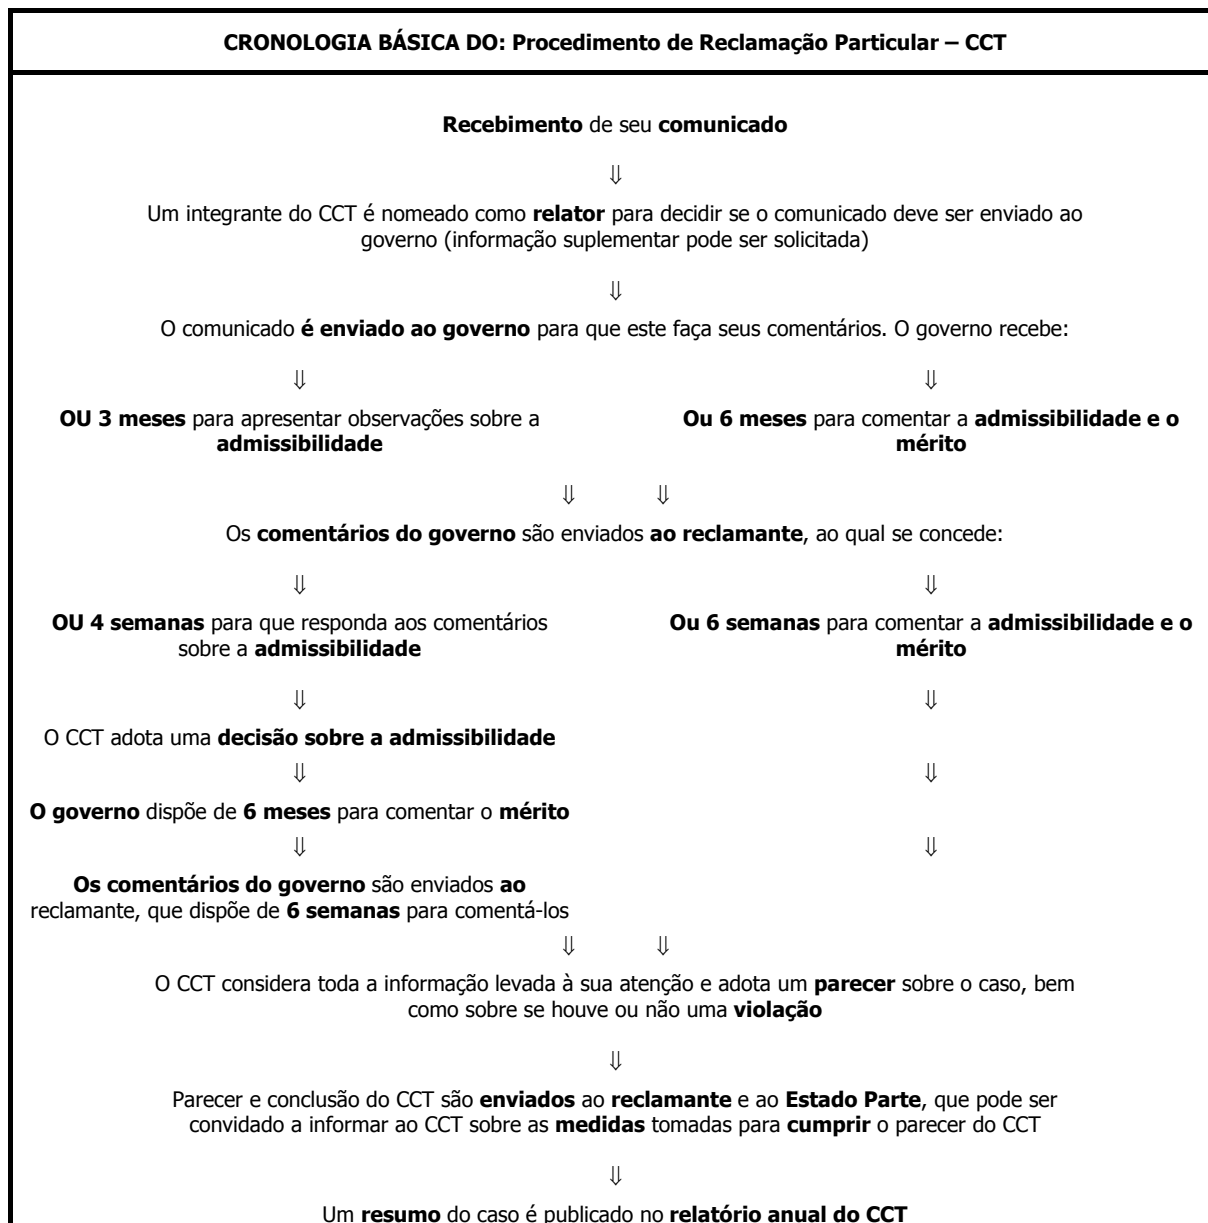 CRONOLOGIA BÁSICA DO: Procedimento de Reclamação Particular – CCT
Recebimento de seu comunicado
⇓
Um integrante do CCT é nomeado como relator para decidir se o comunicado deve ser enviado ao
governo (informação suplementar pode ser solicitada)
⇓
O comunicado é enviado ao governo para que este faça seus comentários. O governo recebe:
⇓ ⇓
OU 3 meses para apresentar observações sobre a
admissibilidade
Ou 6 meses para comentar a admissibilidade e o
mérito
⇓ ⇓
Os comentários do governo são enviados ao reclamante, ao qual se concede:
⇓ ⇓
OU 4 semanas para que responda aos comentários
sobre a admissibilidade
Ou 6 semanas para comentar a admissibilidade e o
mérito
⇓ ⇓
O CCT adota uma decisão sobre a admissibilidade
⇓ ⇓
O governo dispõe de 6 meses para comentar o mérito
⇓ ⇓
Os comentários do governo são enviados ao
reclamante, que dispõe de 6 semanas para comentá-los
⇓ ⇓
O CCT considera toda a informação levada à sua atenção e adota um parecer sobre o caso, bem
como sobre se houve ou não uma violação
⇓
Parecer e conclusão do CCT são enviados ao reclamante e ao Estado Parte, que pode ser
convidado a informar ao CCT sobre as medidas tomadas para cumprir o parecer do CCT
⇓
Um resumo do caso é publicado no relatório anual do CCT